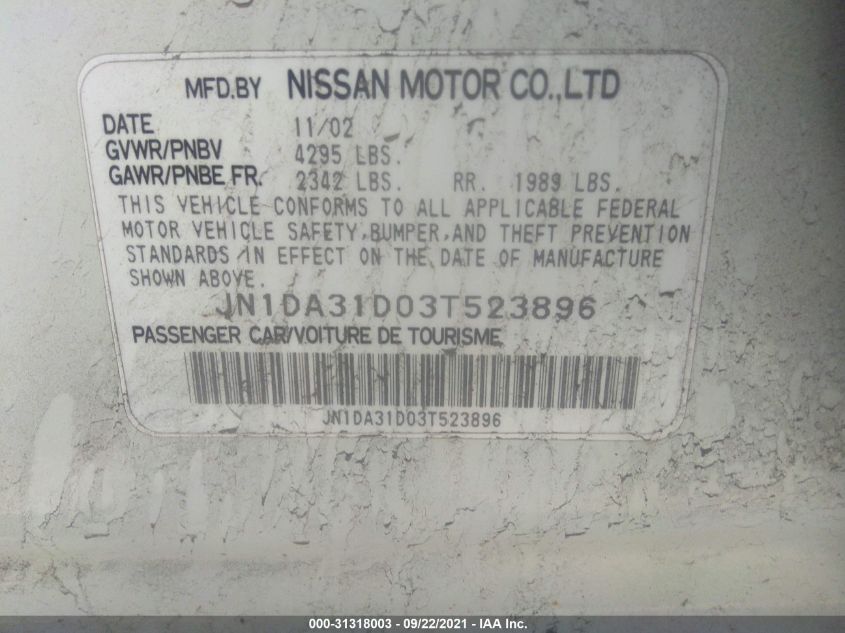 MFD.BY NISSAN MOTOR CO.,LTD
DATE 11/02
GVWR/PNBV 4295 LBS.
GAWR/PNBE FR. 2342 LBS. RR. 1989 LBS.
THIS VEHICLE CONFORMS TO ALL APPLICABLE FEDERAL
MOTOR VEHICLE SAFETY,BUMPER,AND THEFT PREVENTION
STANDARDS IN EFFECT ON THE DATE OF MANUFACTURE
SHOWN ABOVE.
JN1DA31D03T523896
PASSENGER CAR/VOITURE DE TOURISME
JN1DA31D03T523896
000-31318003 - 09/22/2021 - IAA Inc.